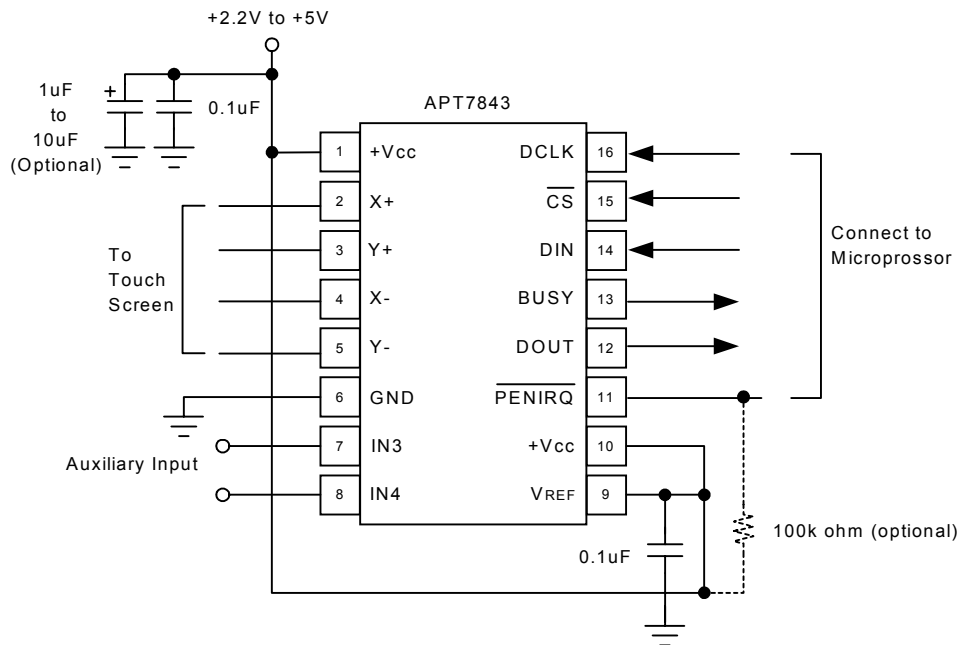 +2.2V to +5V
1uF
to
10uF
(Optional)
+
0.1uF
APT7843
1 +Vcc
2 X+
3 Y+
4 X-
5 Y-
6 GND
7 IN3
8 IN4
DCLK 16
CS 15
DIN 14
BUSY 13
DOUT 12
PENIRQ 11
+Vcc 10
VREF 9
To
Touch
Screen
Auxiliary Input
Connect to
Microprossor
0.1uF
100k ohm (optional)